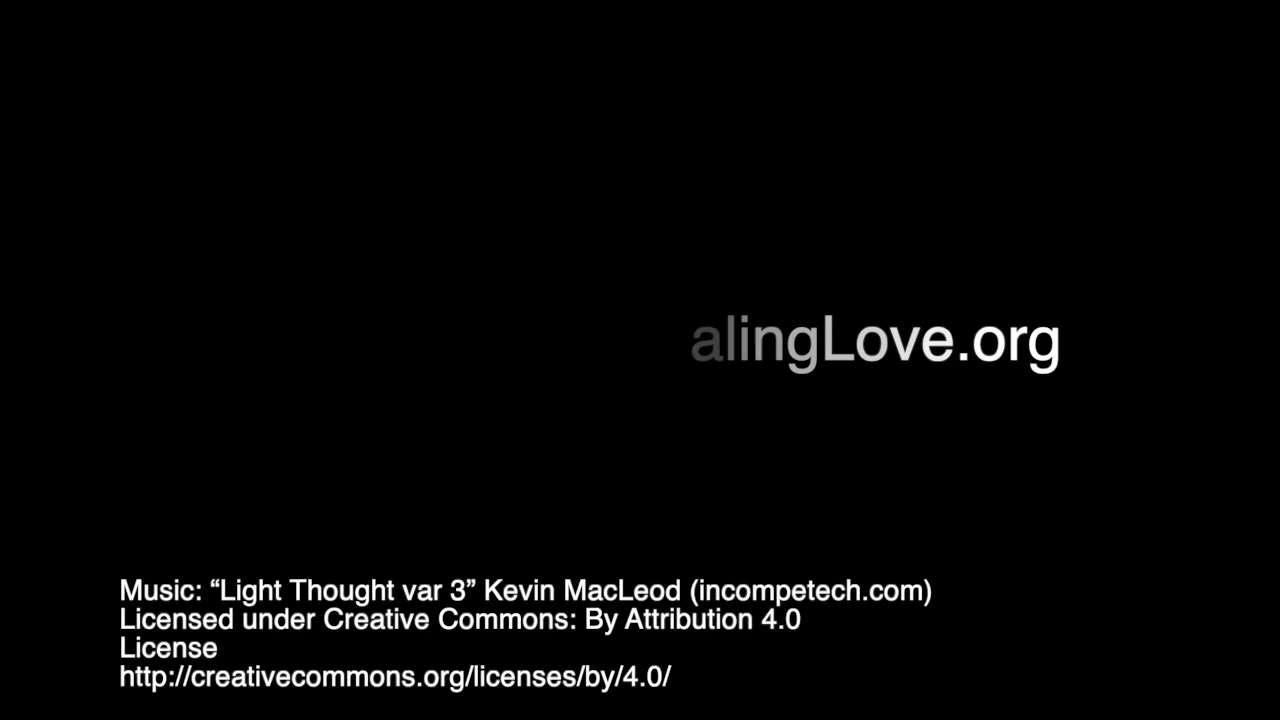 alingLove.org
Music: “Light Thought var 3” Kevin MacLeod (incompetech.com)
Licensed under Creative Commons: By Attribution 4.0
License
http://creativecommons.org/licenses/by/4.0/